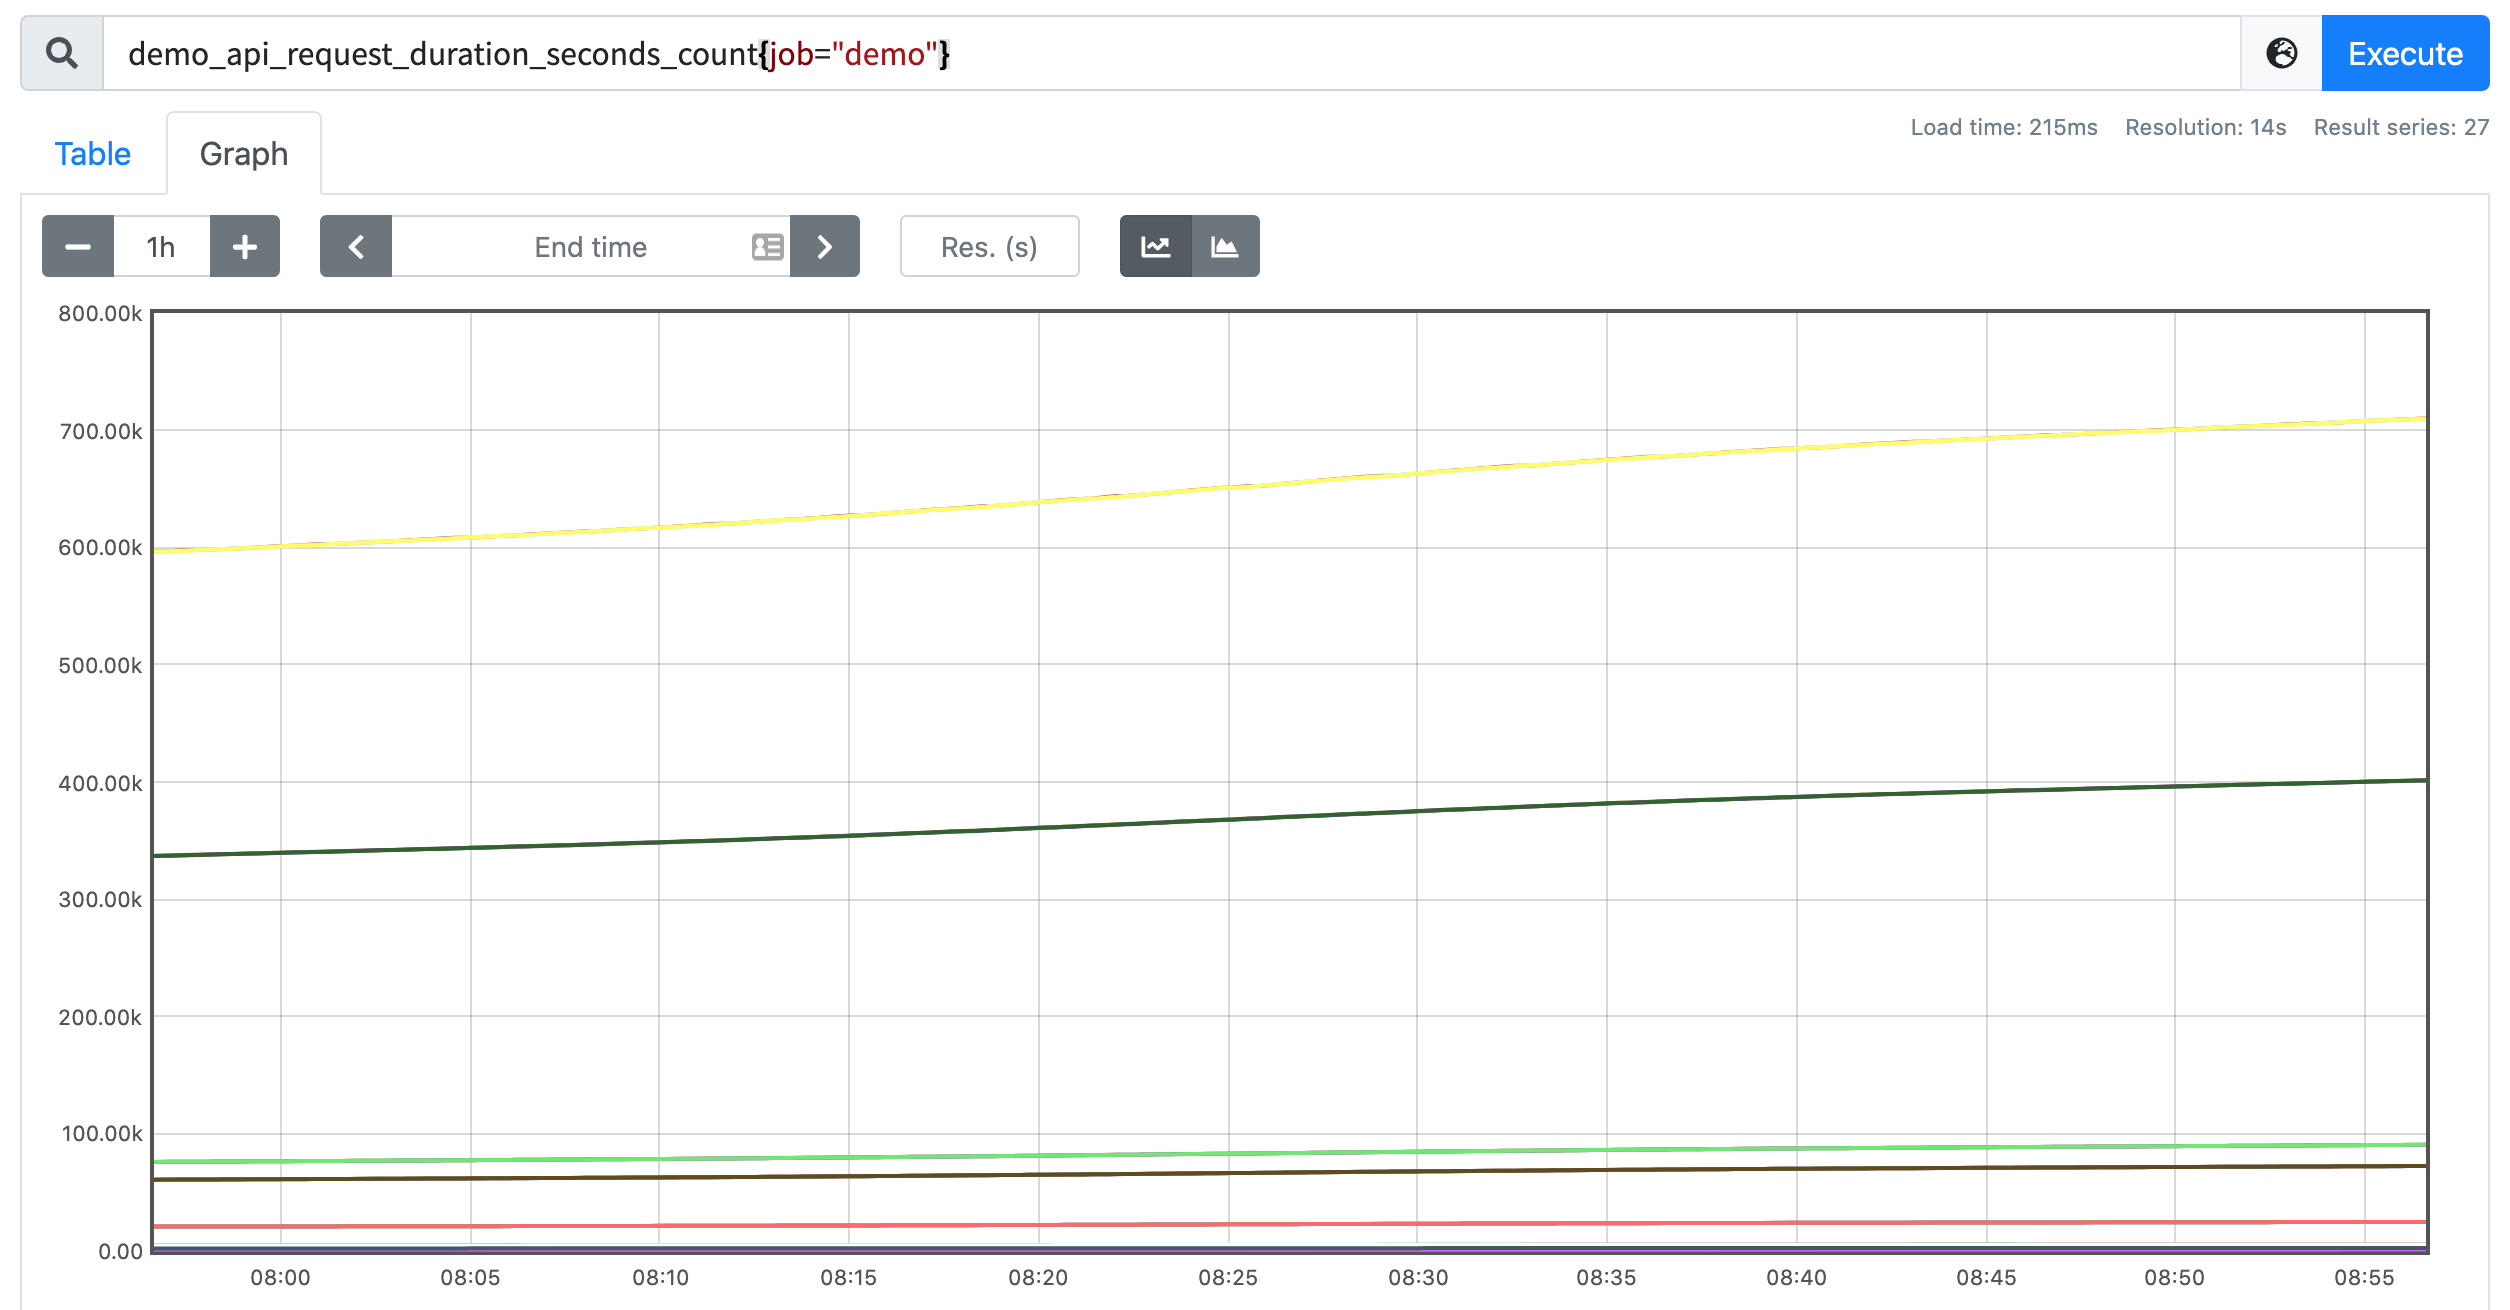 demo_api_request_duration_seconds_count{job="demo"}
Execute
Load time: 215ms Resolution: 14s Result series: 27
Table Graph
1h End time Res. (s)
800.00k
700.00k
600.00k
500.00k
400.00k
300.00k
200.00k
100.00k
0.00
08:00 08:05 08:10 08:15 08:20 08:25 08:30 08:35 08:40 08:45 08:50 08:55